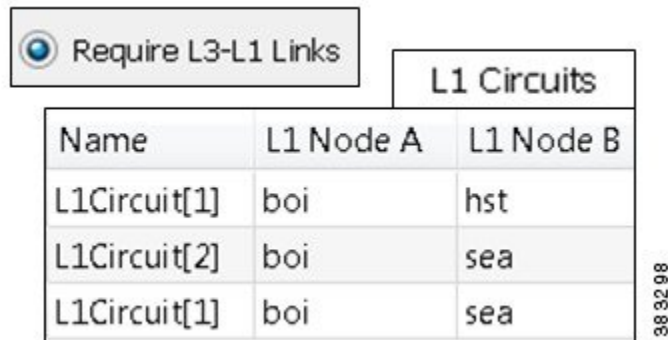 Require L3-L1 Links
L1 Circuits
Name L1 Node A L1 Node B
L1Circuit[1] boi hst
L1Circuit[2] boi sea
L1Circuit[1] boi sea
383298